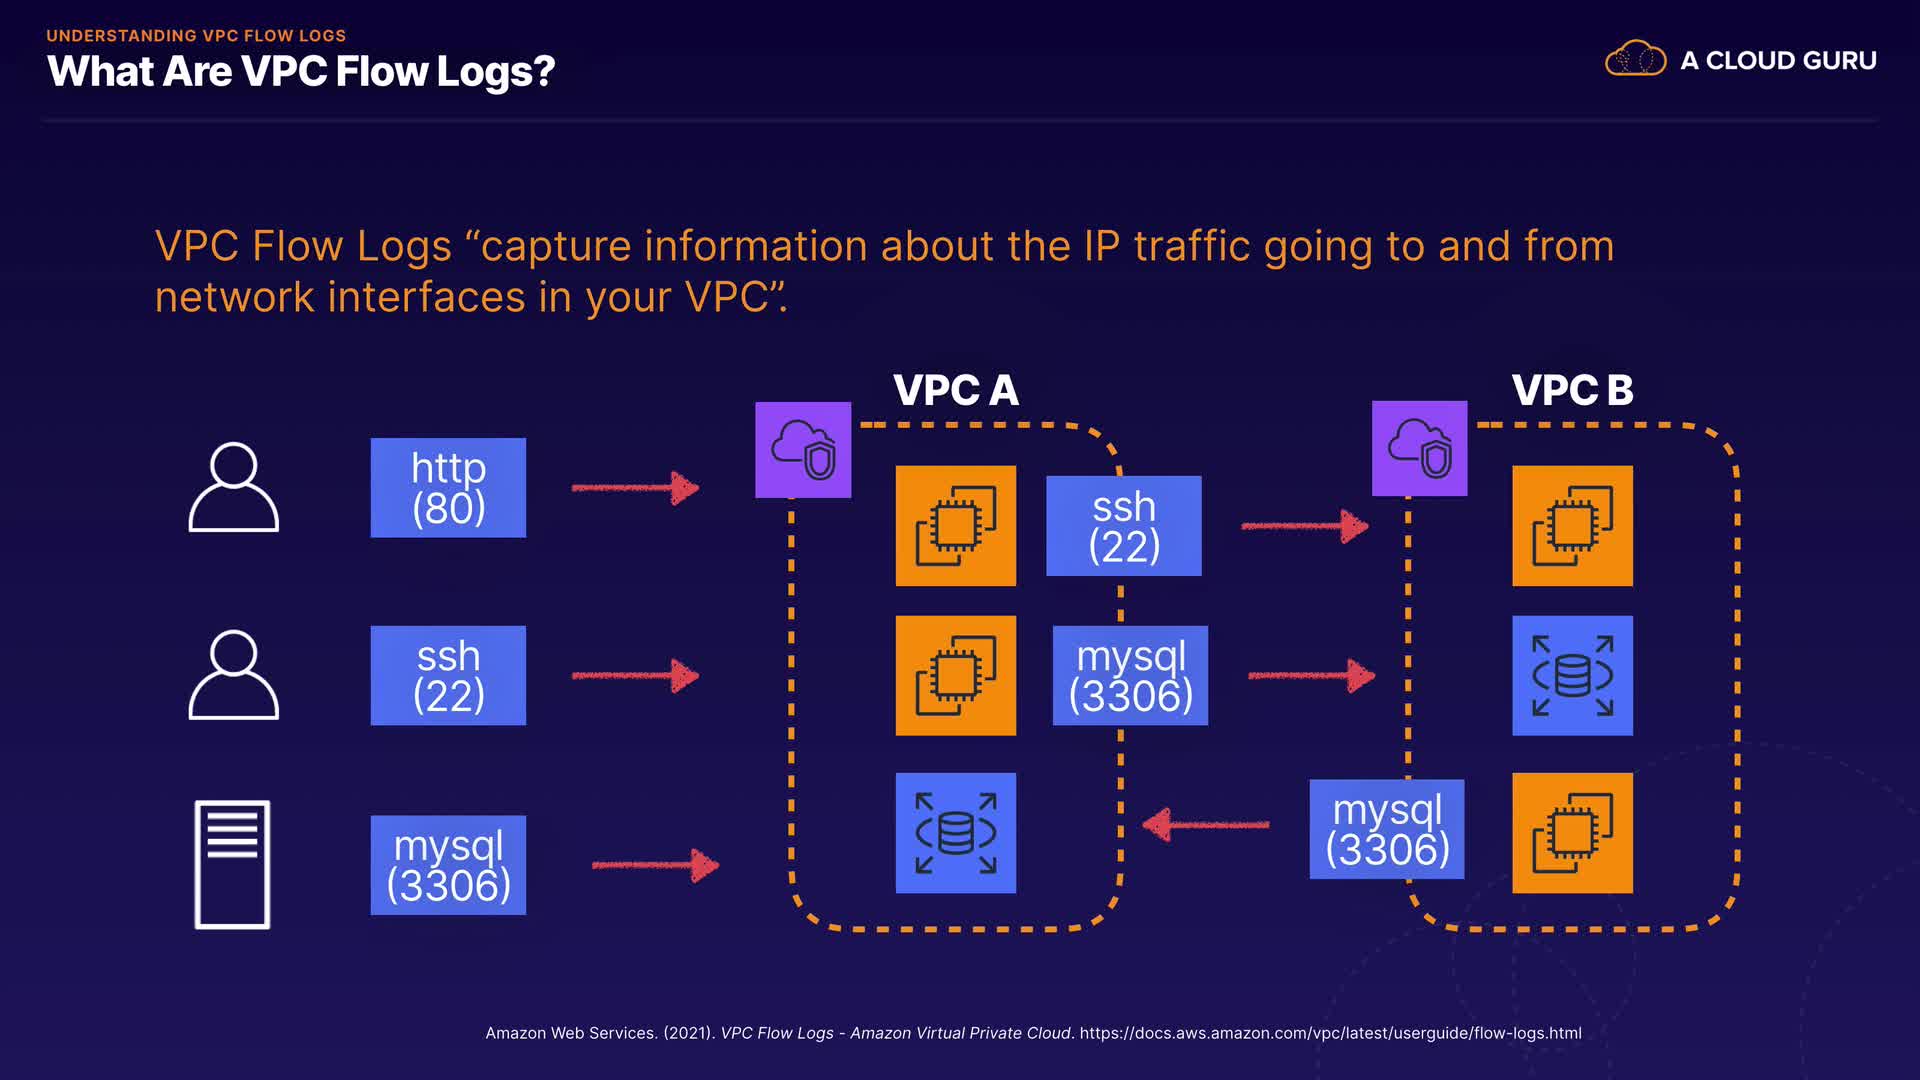 UNDERSTANDING VPC FLOW LOGS
What Are VPC Flow Logs?
A CLOUD GURU
VPC Flow Logs “capture information about the IP traffic going to and from
network interfaces in your VPC”.
VPC A
VPC B
http
(80)
ssh
(22)
ssh
(22)
mysql
(3306)
mysql
(3306)
mysql
(3306)
Amazon Web Services. (2021). VPC Flow Logs - Amazon Virtual Private Cloud. https://docs.aws.amazon.com/vpc/latest/userguide/flow-logs.html